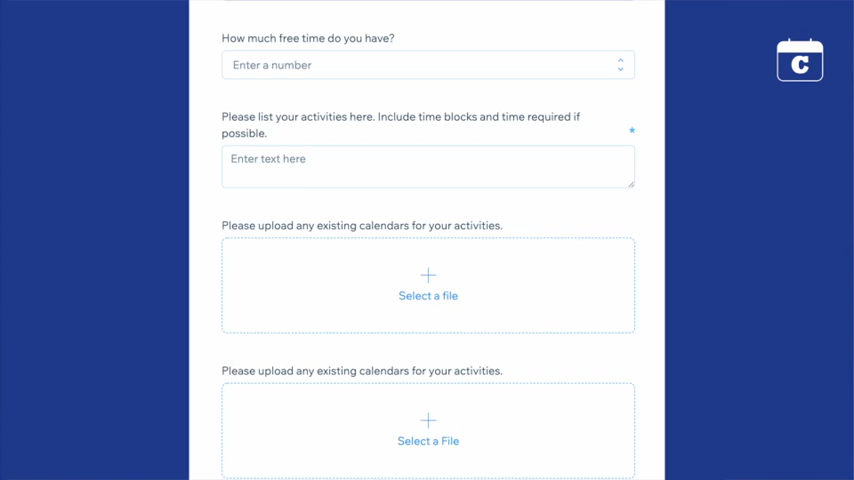 How much free time do you have?
Enter a number
Please list your activities here. Include time blocks and time required if
possible.
*
Enter text here
Please upload any existing calendars for your activities.
Select a file
Please upload any existing calendars for your activities.
Select a File
C